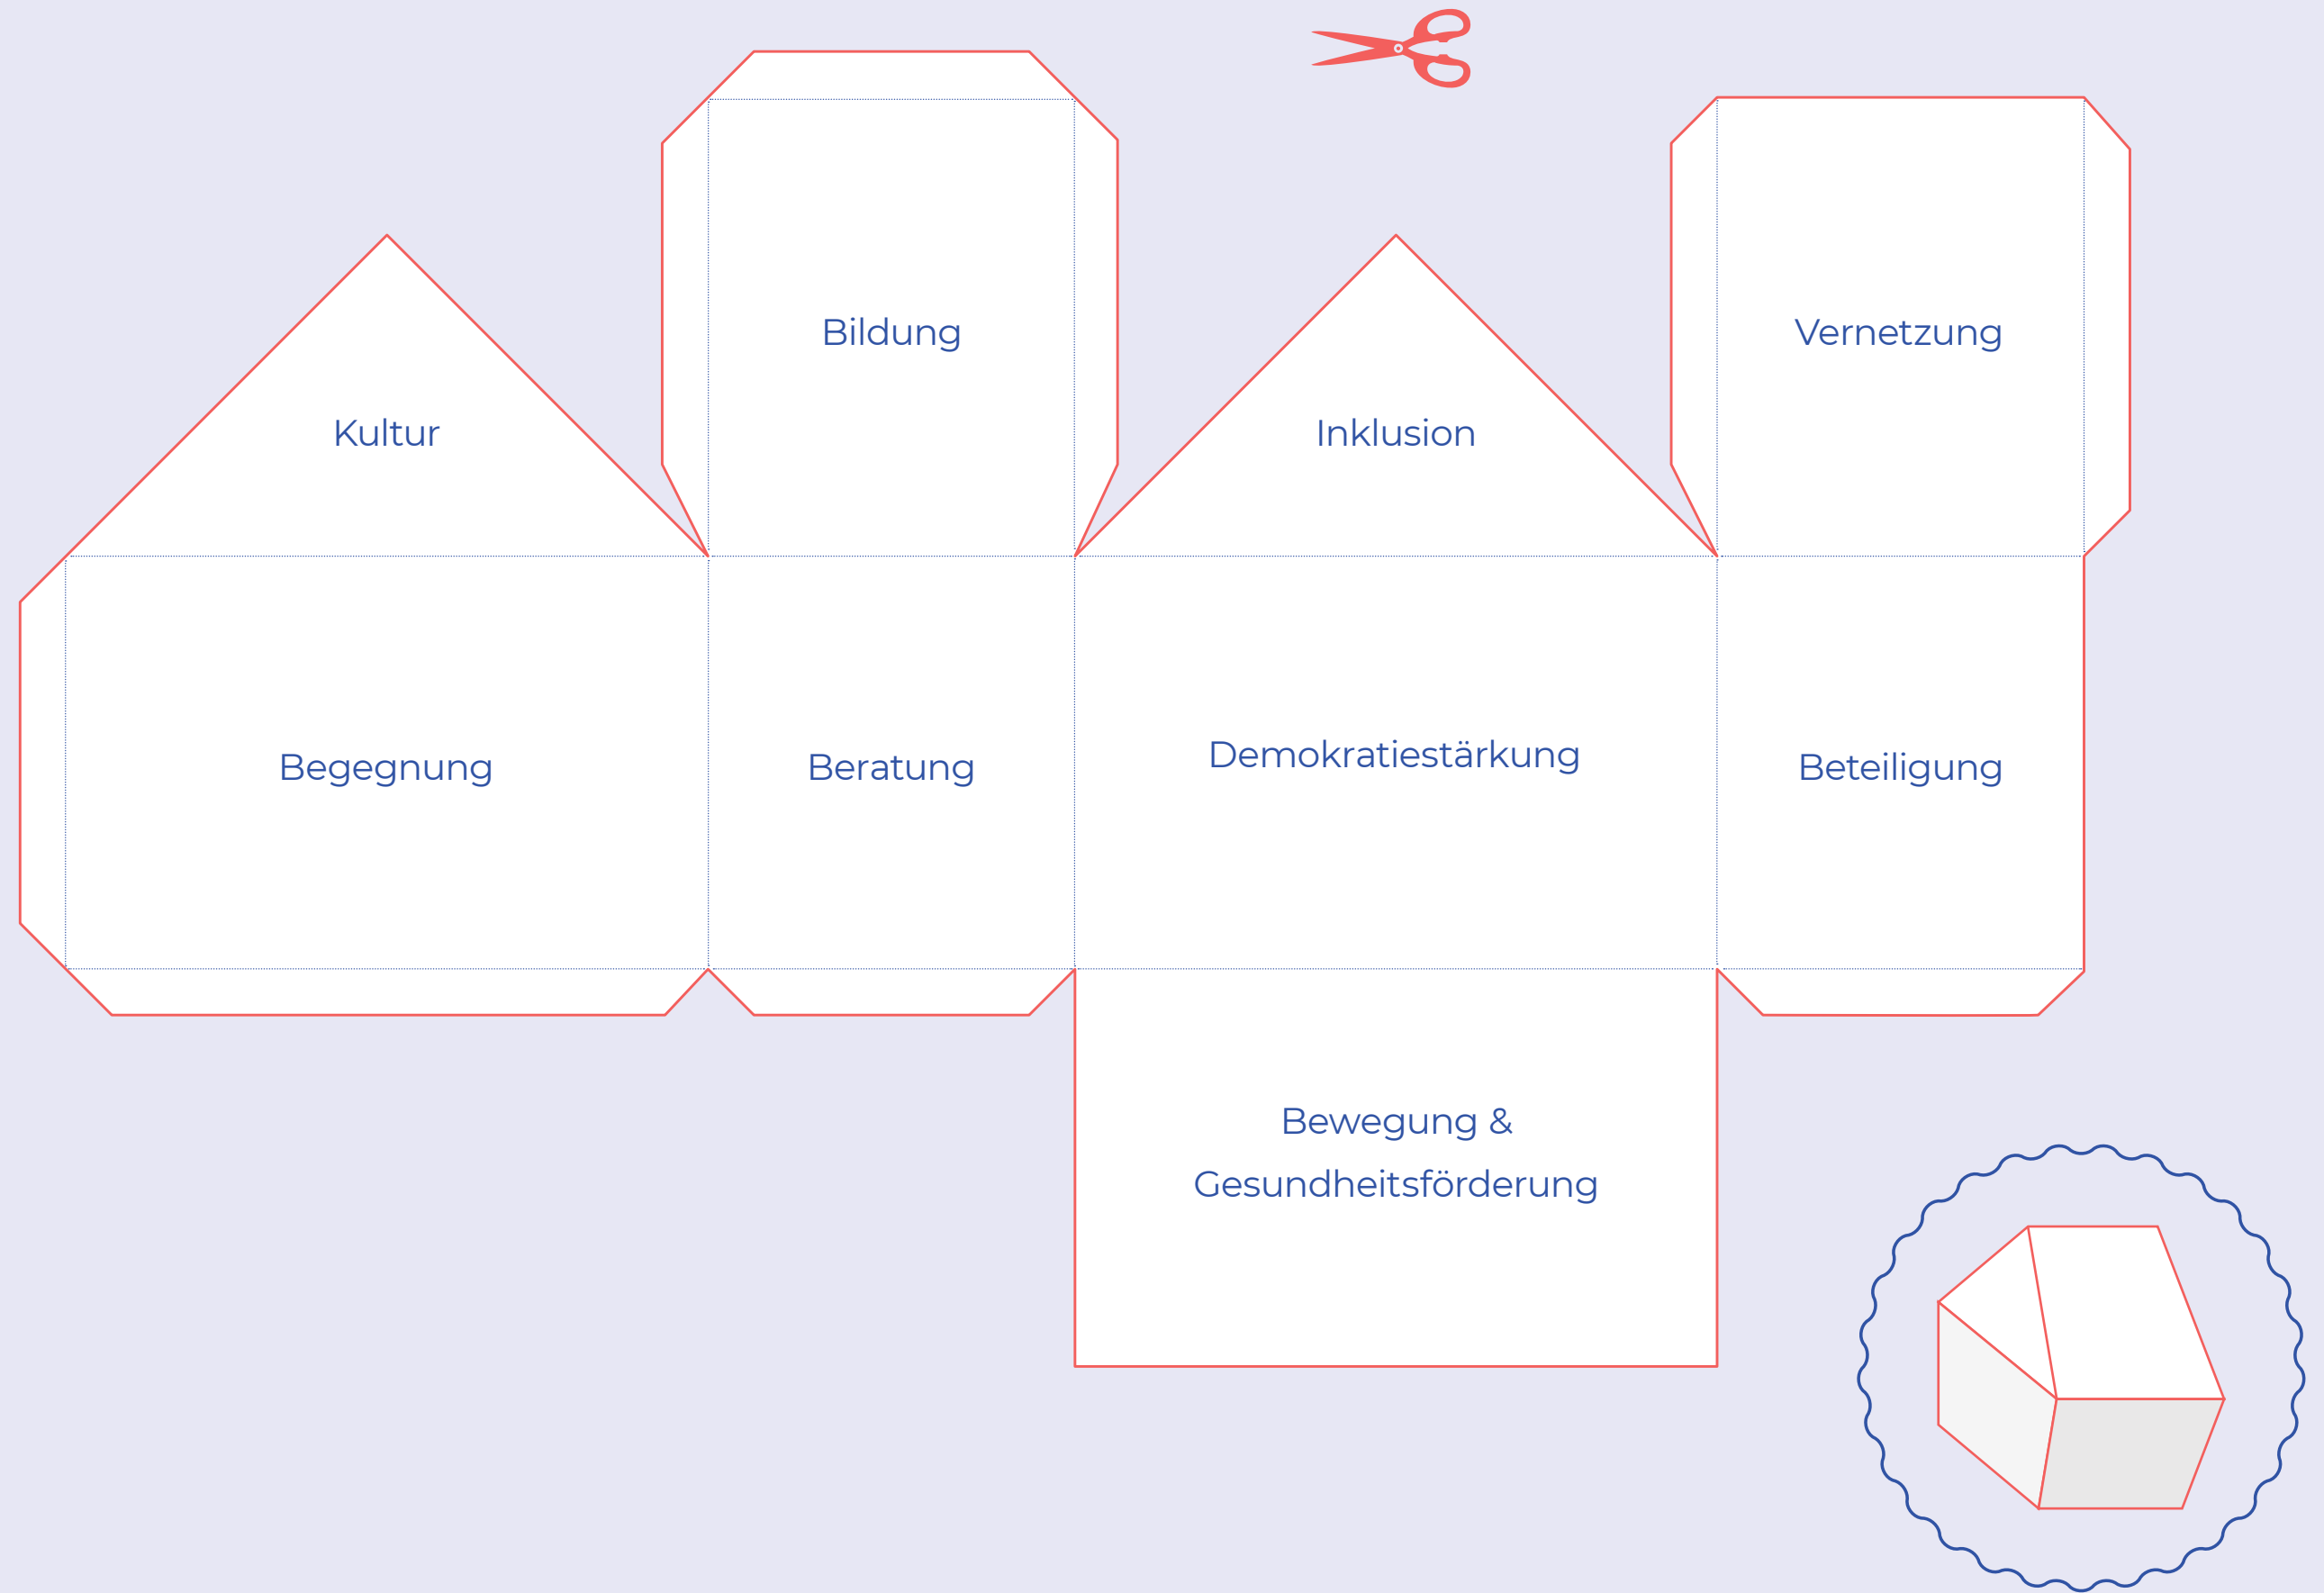 Bildung
Vernetzung
Kultur
Inklusion
Begegnung
Beratung
Demokratiestärkung
Beteiligung
Bewegung &
Gesundheitsförderung